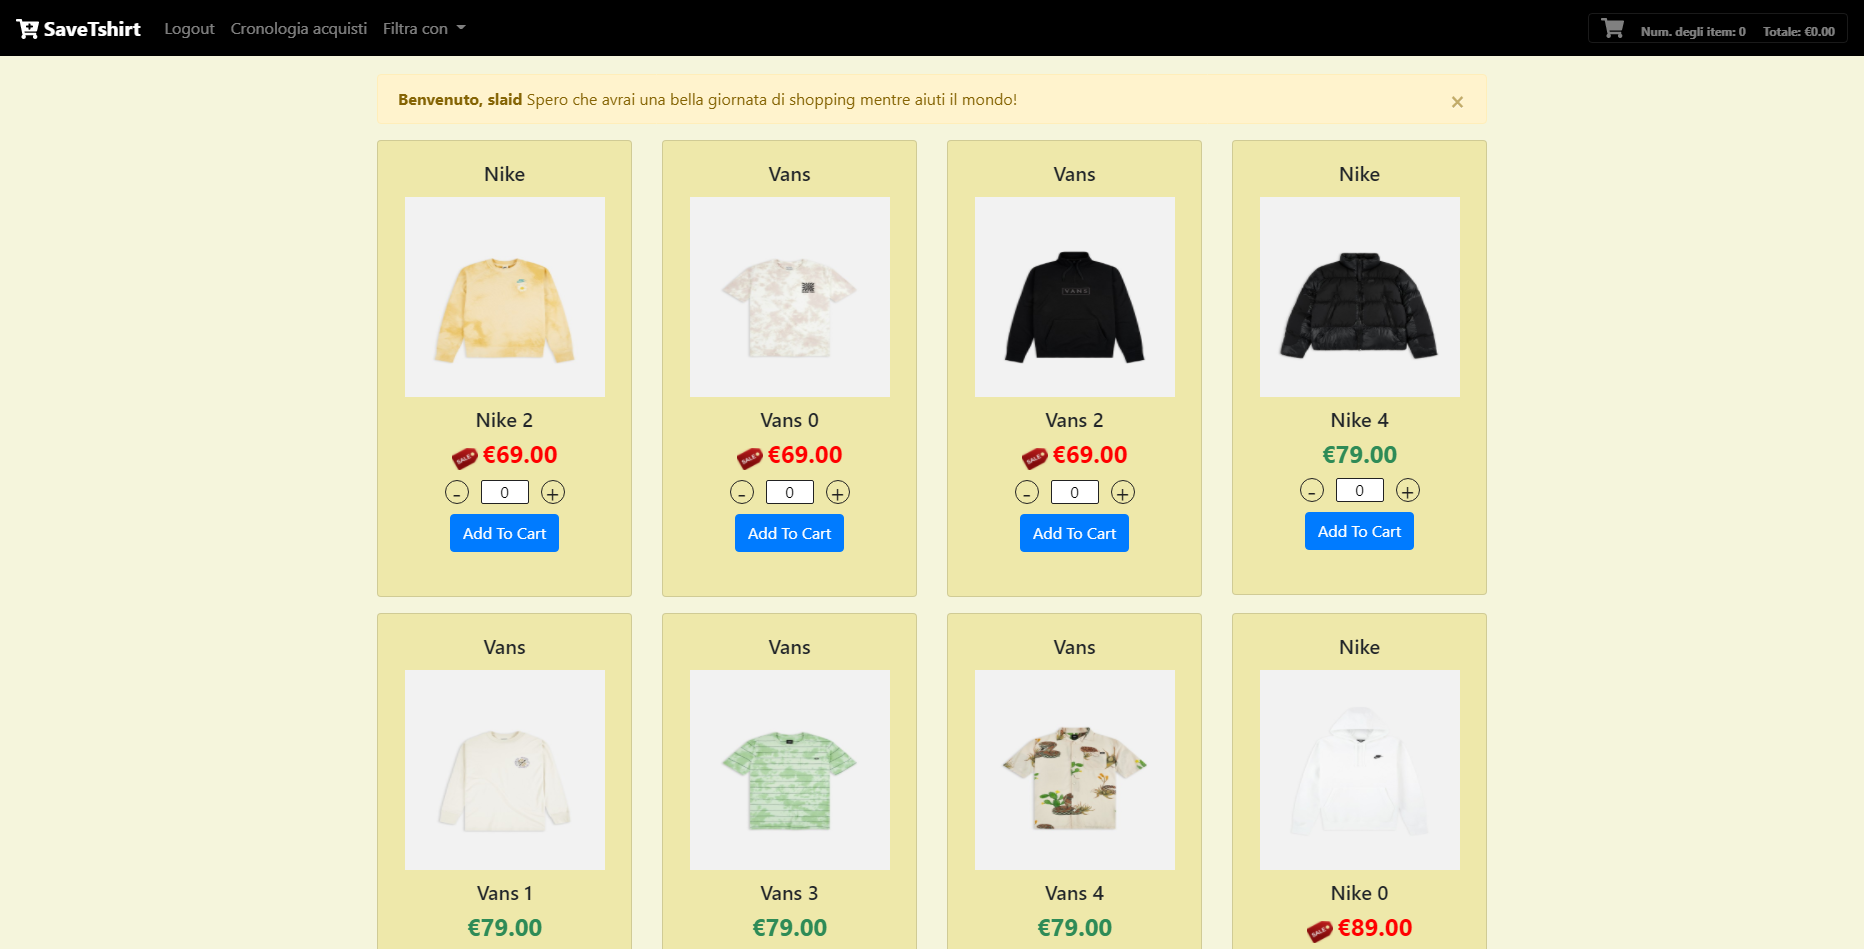 SaveTshirt Logout Cronologia acquisti Filtra con Num. degli item: 0 Totale: €0.00
Benvenuto, slaid Spero che avrai una bella giornata di shopping mentre aiuti il mondo! ×
Nike Vans Vans Nike
VANS
Nike 2 Vans 0 Vans 2 Nike 4
SALE €69.00 SALE €69.00 SALE €69.00 €79.00
- 0 + - 0 + - 0 + - 0 +
Add To Cart Add To Cart Add To Cart Add To Cart
Vans Vans Vans Nike
Vans 1 Vans 3 Vans 4 Nike 0
€79.00 €79.00 €79.00 SALE €89.00